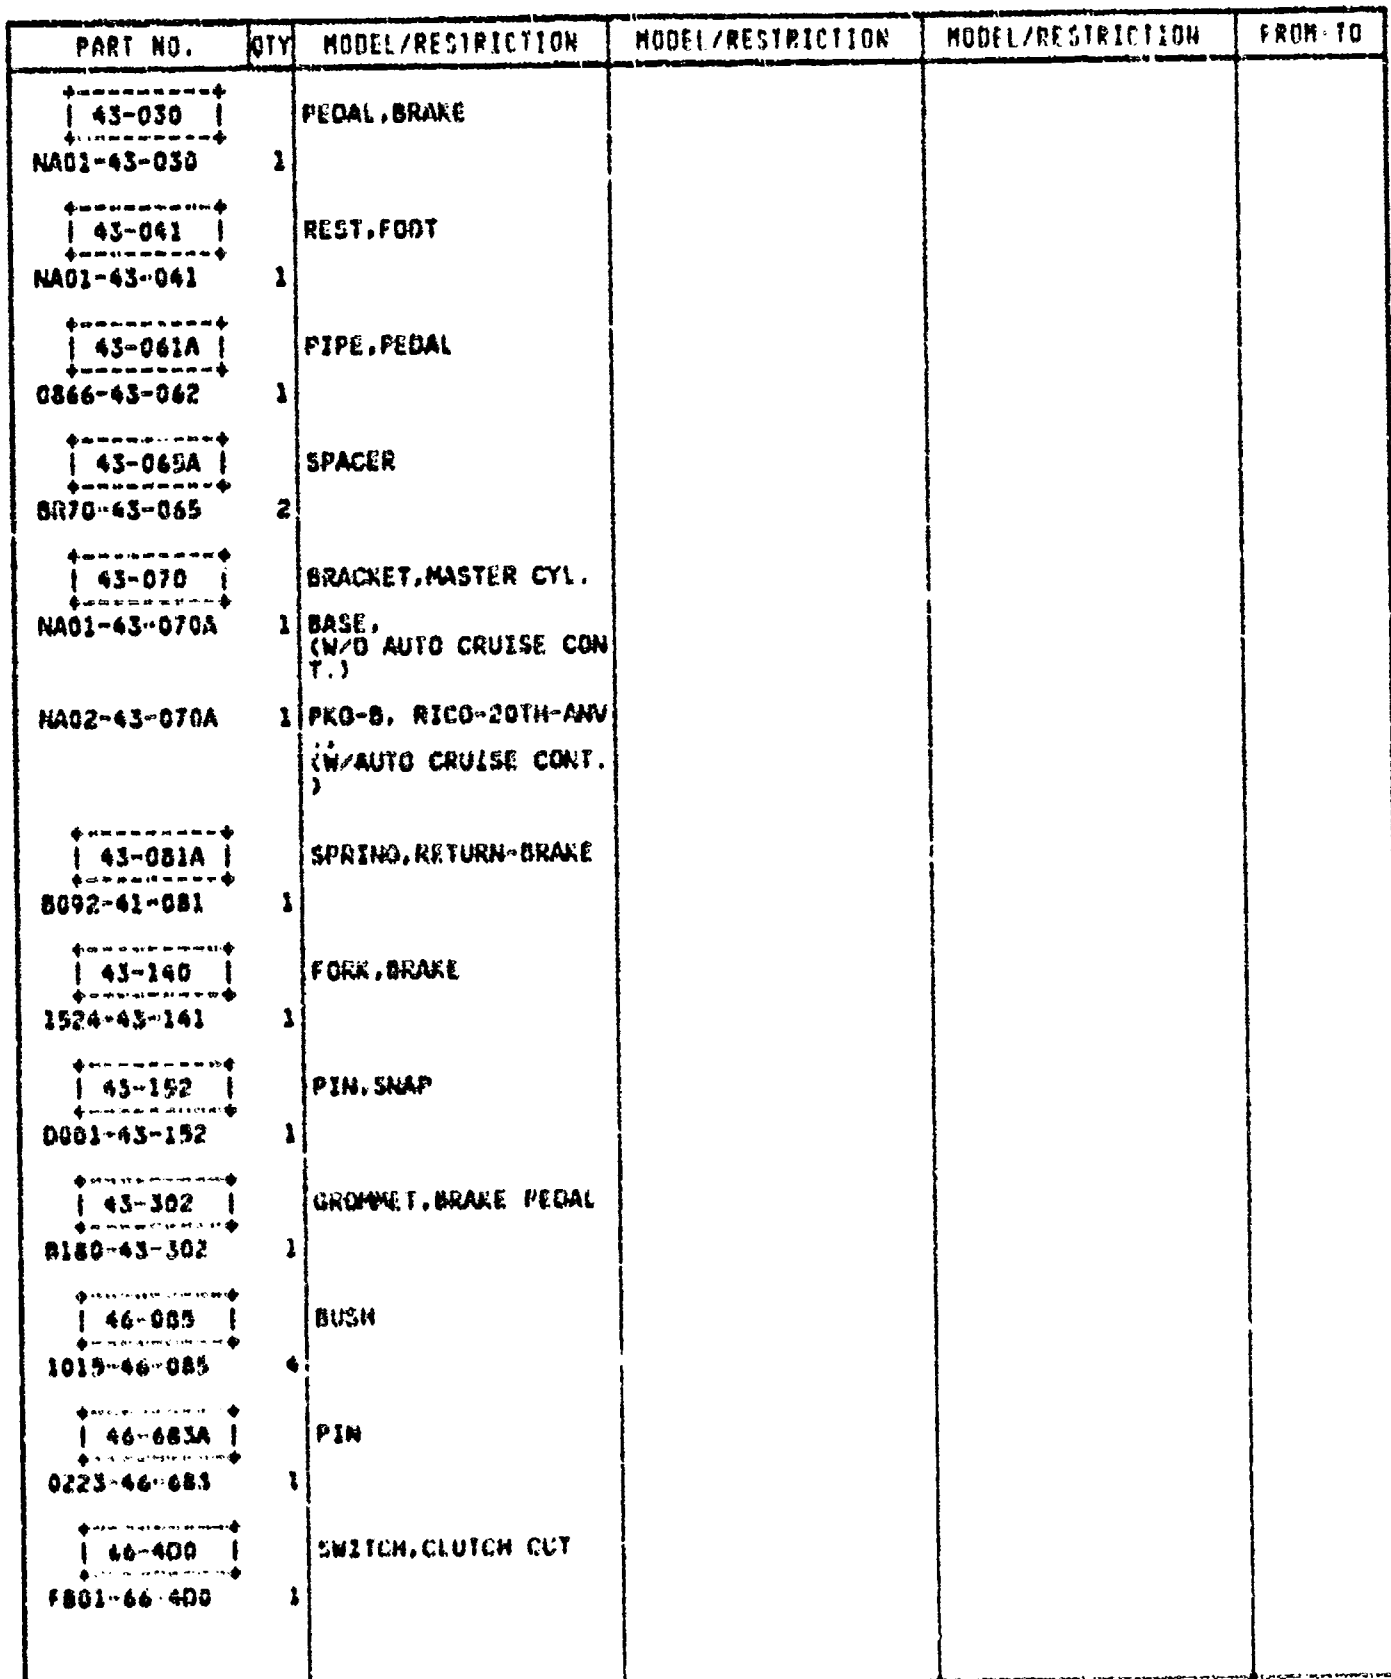 PART NO. QTY MODEL/RESTRICTION MODEL/RESTRICTION MODEL/RESTRICTION FROM-TO
43-030 PEDAL,BRAKE
NA01-43-030 1
43-041 REST,FOOT
NA01-43-041 1
43-061A PIPE,PEDAL
0866-43-062 1
43-065A SPACER
BR70-43-065 2
43-070 BRACKET,MASTER CYL.
NA01-43-070A 1 BASE,
(W/O AUTO CRUISE CON
T.)
NA02-43-070A 1 PKG-B, RICO-20TH-ANV
.,
(W/AUTO CRUISE CONT.
)
43-081A SPRING,RETURN-BRAKE
B092-41-081 1
43-140 FORK,BRAKE
1524-43-141 1
43-152 PIN,SNAP
D001-43-152 1
43-302 GROMMET,BRAKE PEDAL
B180-43-302 1
46-085 BUSH
1015-46-085 4
46-683A PIN
0223-46-683 1
66-4D0 SWITCH,CLUTCH CUT
FB01-66-4D0 1